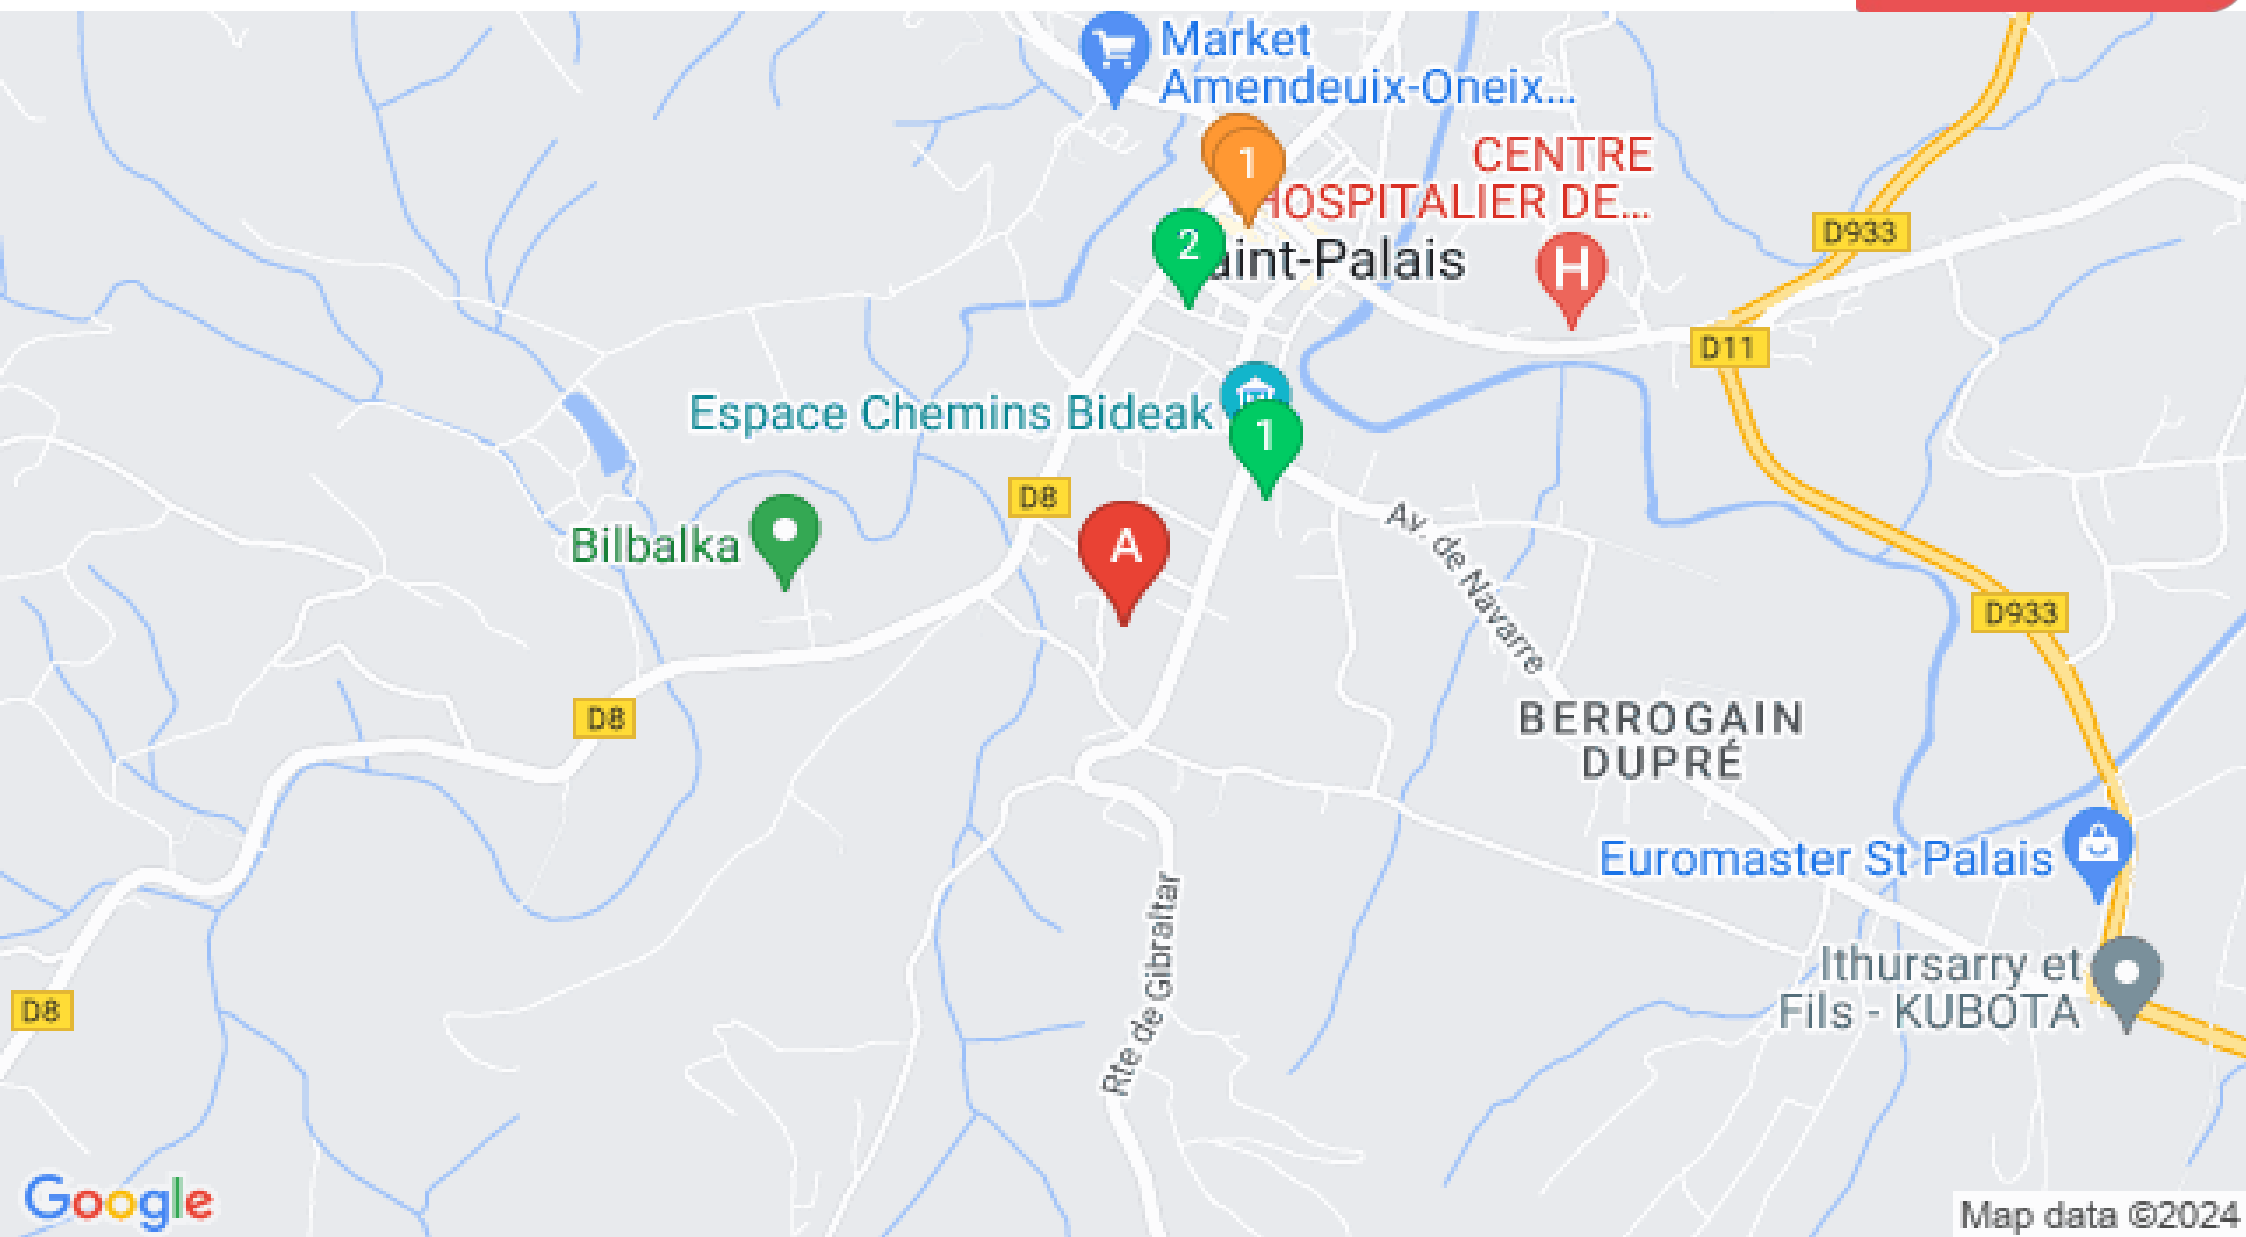 Market
Amendeuix-Oneix...
1
CENTRE
HOSPITALIER DE...
D933
2
aint-Palais
H
D11
Espace Chemins Bideak
1
D8
Av. de Navarre
A
Bilbalka
D933
D8
BERROGAIN
DUPRÉ
Euromaster St Palais
Rte de Gibraltar
Ithursarry et
Fils - KUBOTA
D8
Google
Map data ©2024